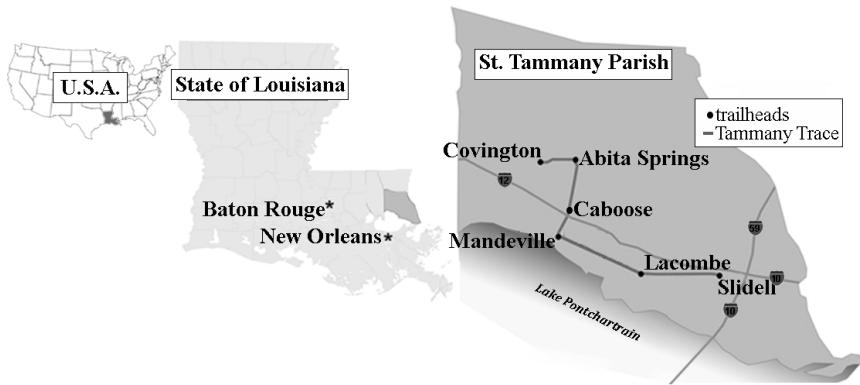 U.S.A.
State of Louisiana
Baton Rouge*
New Orleans*
St. Tammany Parish
trailheads
Tammany Trace
Covington
Abita Springs
12
Caboose
Mandeville
59
Lacombe
10
Slidell
10
Lake Pontchartrain